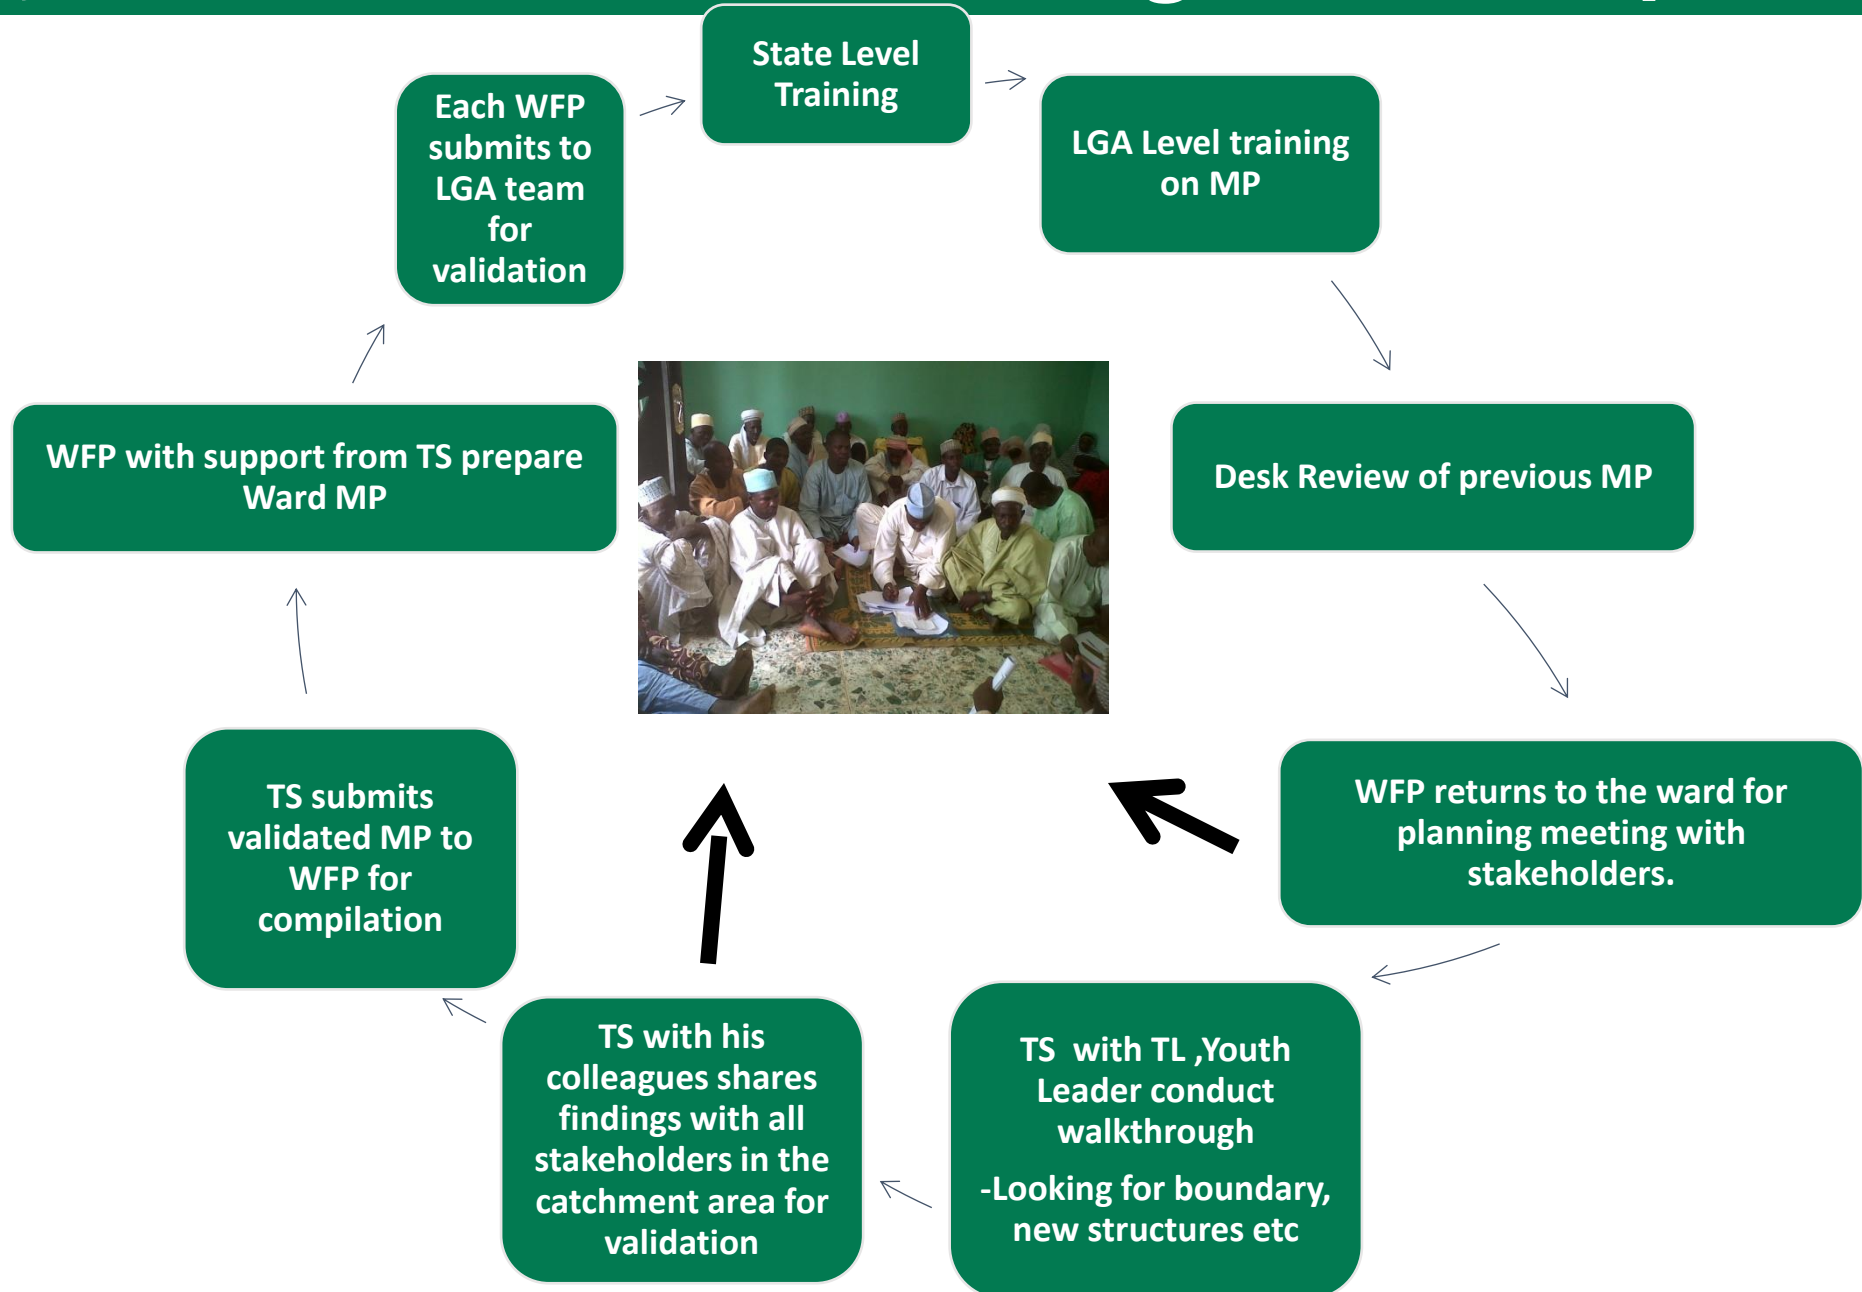 State Level
Training
LGA Level training
on MP
Desk Review of previous MP
WFP returns to the ward for
planning meeting with
stakeholders.
TS  with TL ,Youth
Leader conduct
walkthrough
-Looking for boundary,
new structures etc
TS with his
colleagues shares
findings with all
stakeholders in the
catchment area for
validation
TS submits
validated MP to
WFP for
compilation
WFP with support from TS prepare
Ward MP
Each WFP
submits to
LGA team
for
validation